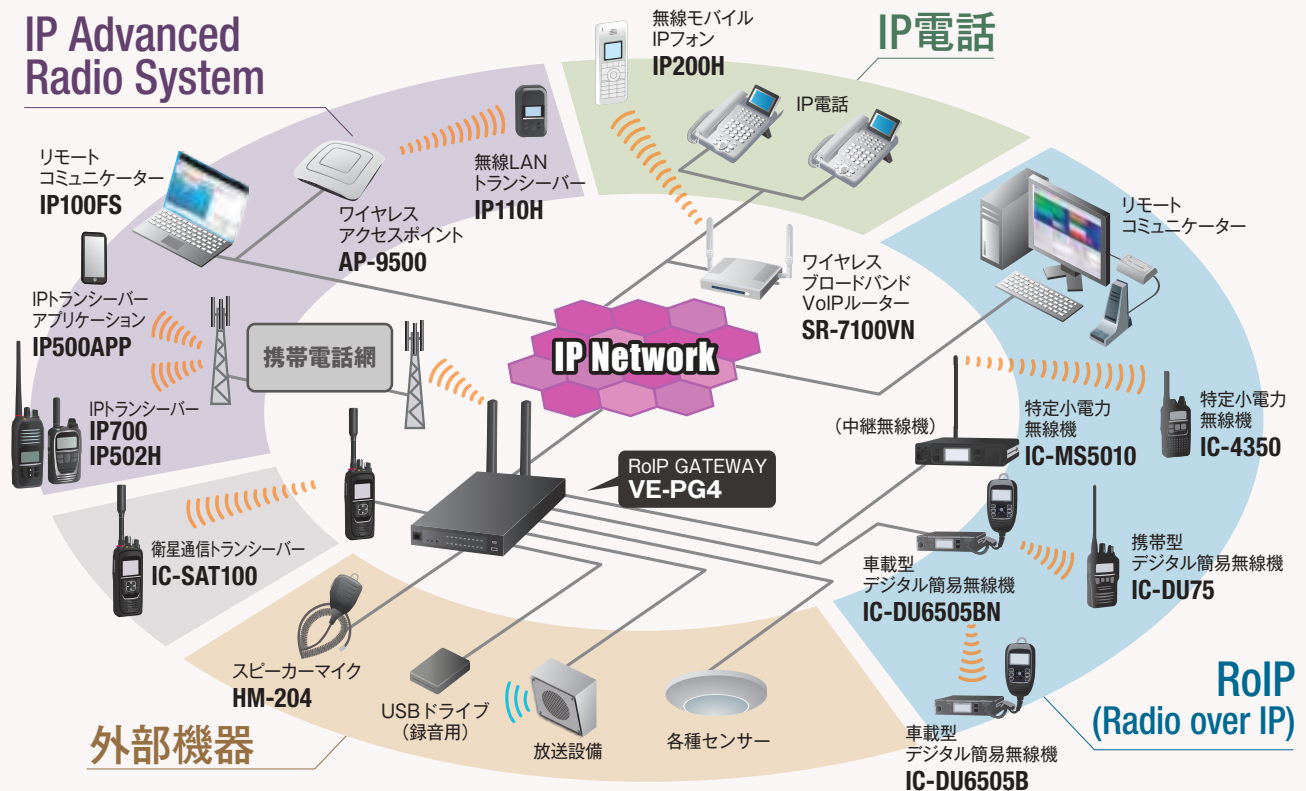 IP Advanced
Radio System
無線モバイル
IPフォン
IP200H
IP電話
IP電話
リモート
コミュニケーター
IP100FS
無線LAN
トランシーバー
IP110H
ワイヤレス
アクセスポイント
AP-9500
リモート
コミュニケーター
ワイヤレス
ブロードバンド
VoIPルーター
SR-7100VN
IPトランシーバー
アプリケーション
IP500APP
携帯電話網
IP Network
IPトランシーバー
IP700
IP502H
(中継無線機)
特定小電力
無線機
IC-MS5010
特定小電力
無線機
IC-4350
RoIP GATEWAY
VE-PG4
衛星通信トランシーバー
IC-SAT100
車載型
デジタル簡易無線機
IC-DU6505BN
携帯型
デジタル簡易無線機
IC-DU75
スピーカーマイク
HM-204
USBドライブ
(録音用)
放送設備
各種センサー
車載型
デジタル簡易無線機
IC-DU6505B
外部機器
RoIP
(Radio over IP)